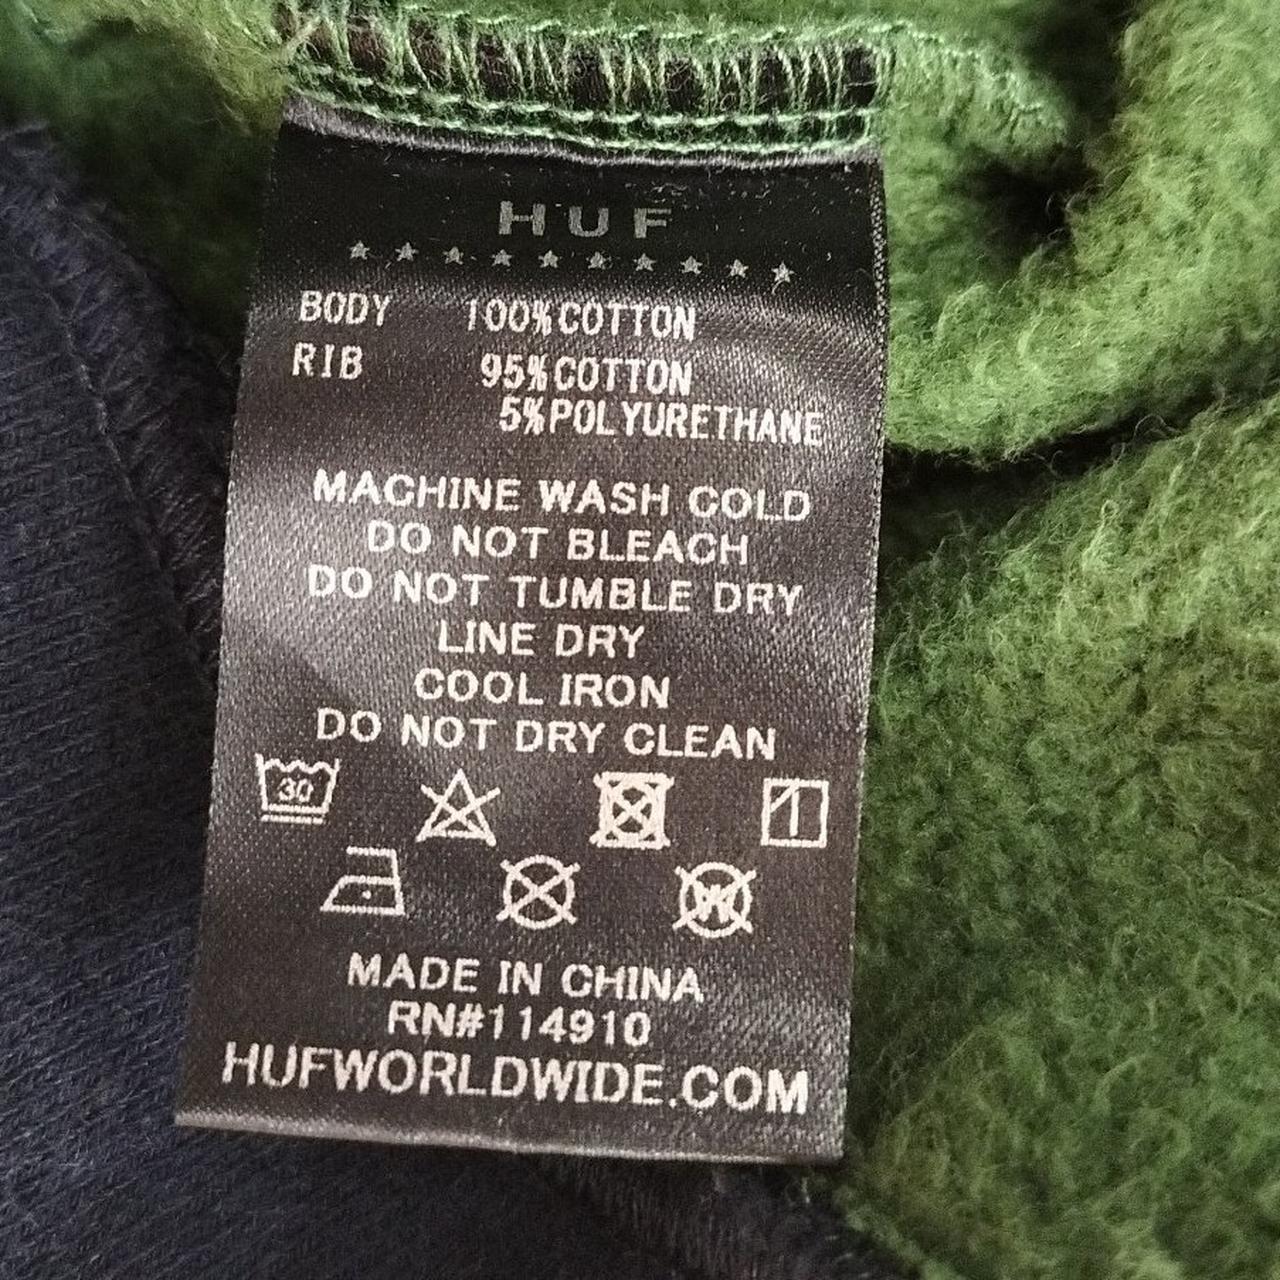 HUF
BODY 100%COTTON
RIB 95%COTTON
5%POLYURETHANE
MACHINE WASH COLD
DO NOT BLEACH
DO NOT TUMBLE DRY
LINE DRY
COOL IRON
DO NOT DRY CLEAN
30
W
MADE IN CHINA
RN#114910
HUFWORLDWIDE.COM